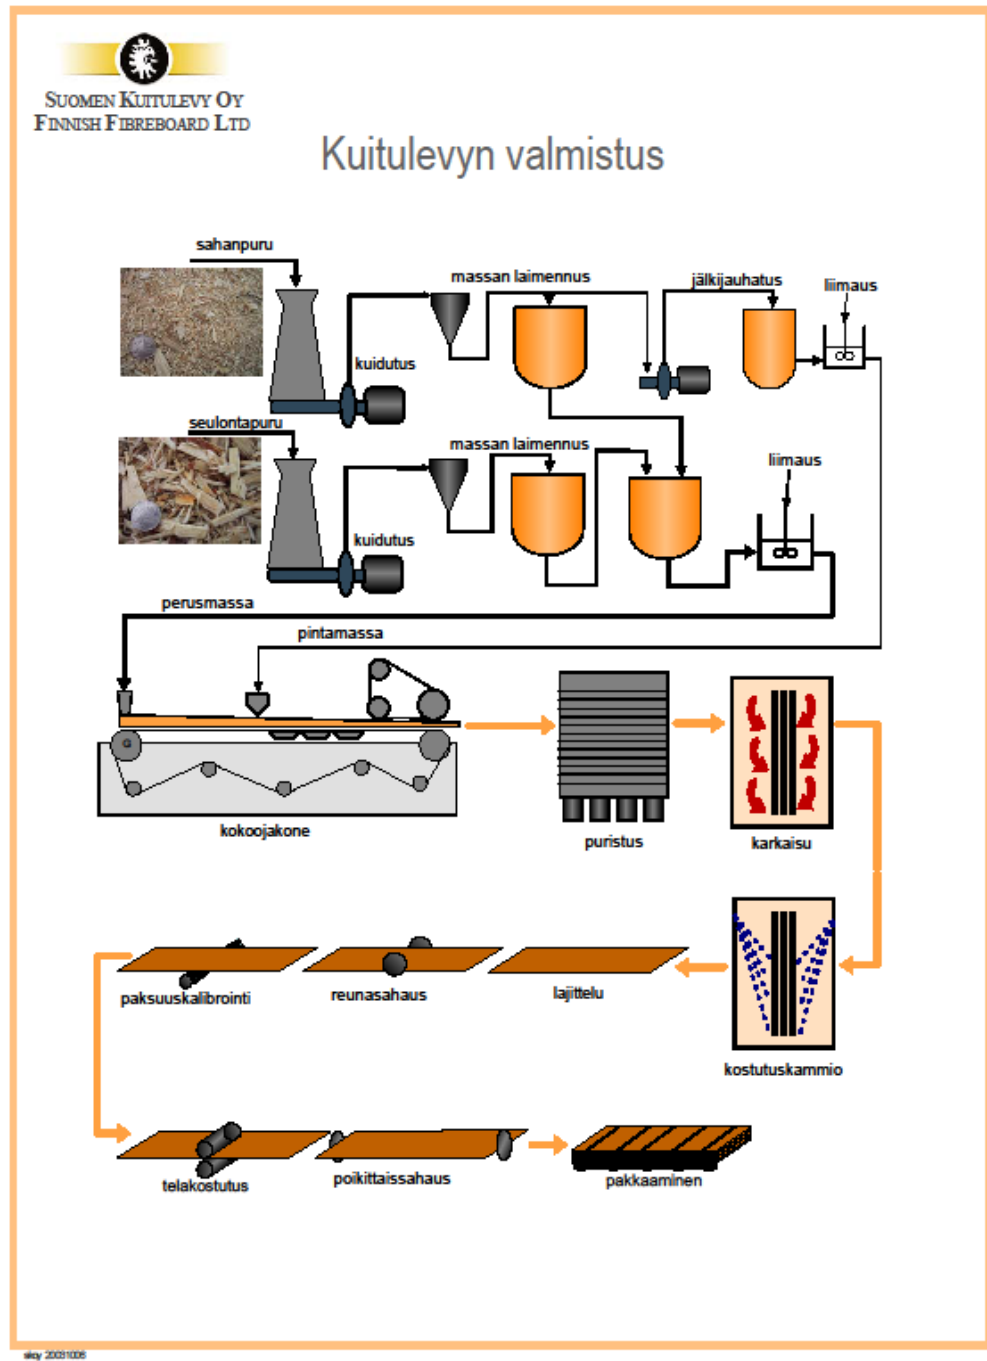 SUOMEN KUITULEVY OY
FINNISH FIBREBOARD LTD
Kuitulevyn valmistus
sahanpuru
massan laimennus
jälkijauhatus
liimaus
kuidutus
seulontapuru
massan laimennus
liimaus
kuidutus
perusmassa
pintamassa
kokoojakone
puristus
karkaisu
paksuuskalibrointi
reunasahaus
lajittelu
kostutuskammio
telakostutus
poikittaissahaus
pakkaaminen
20031006